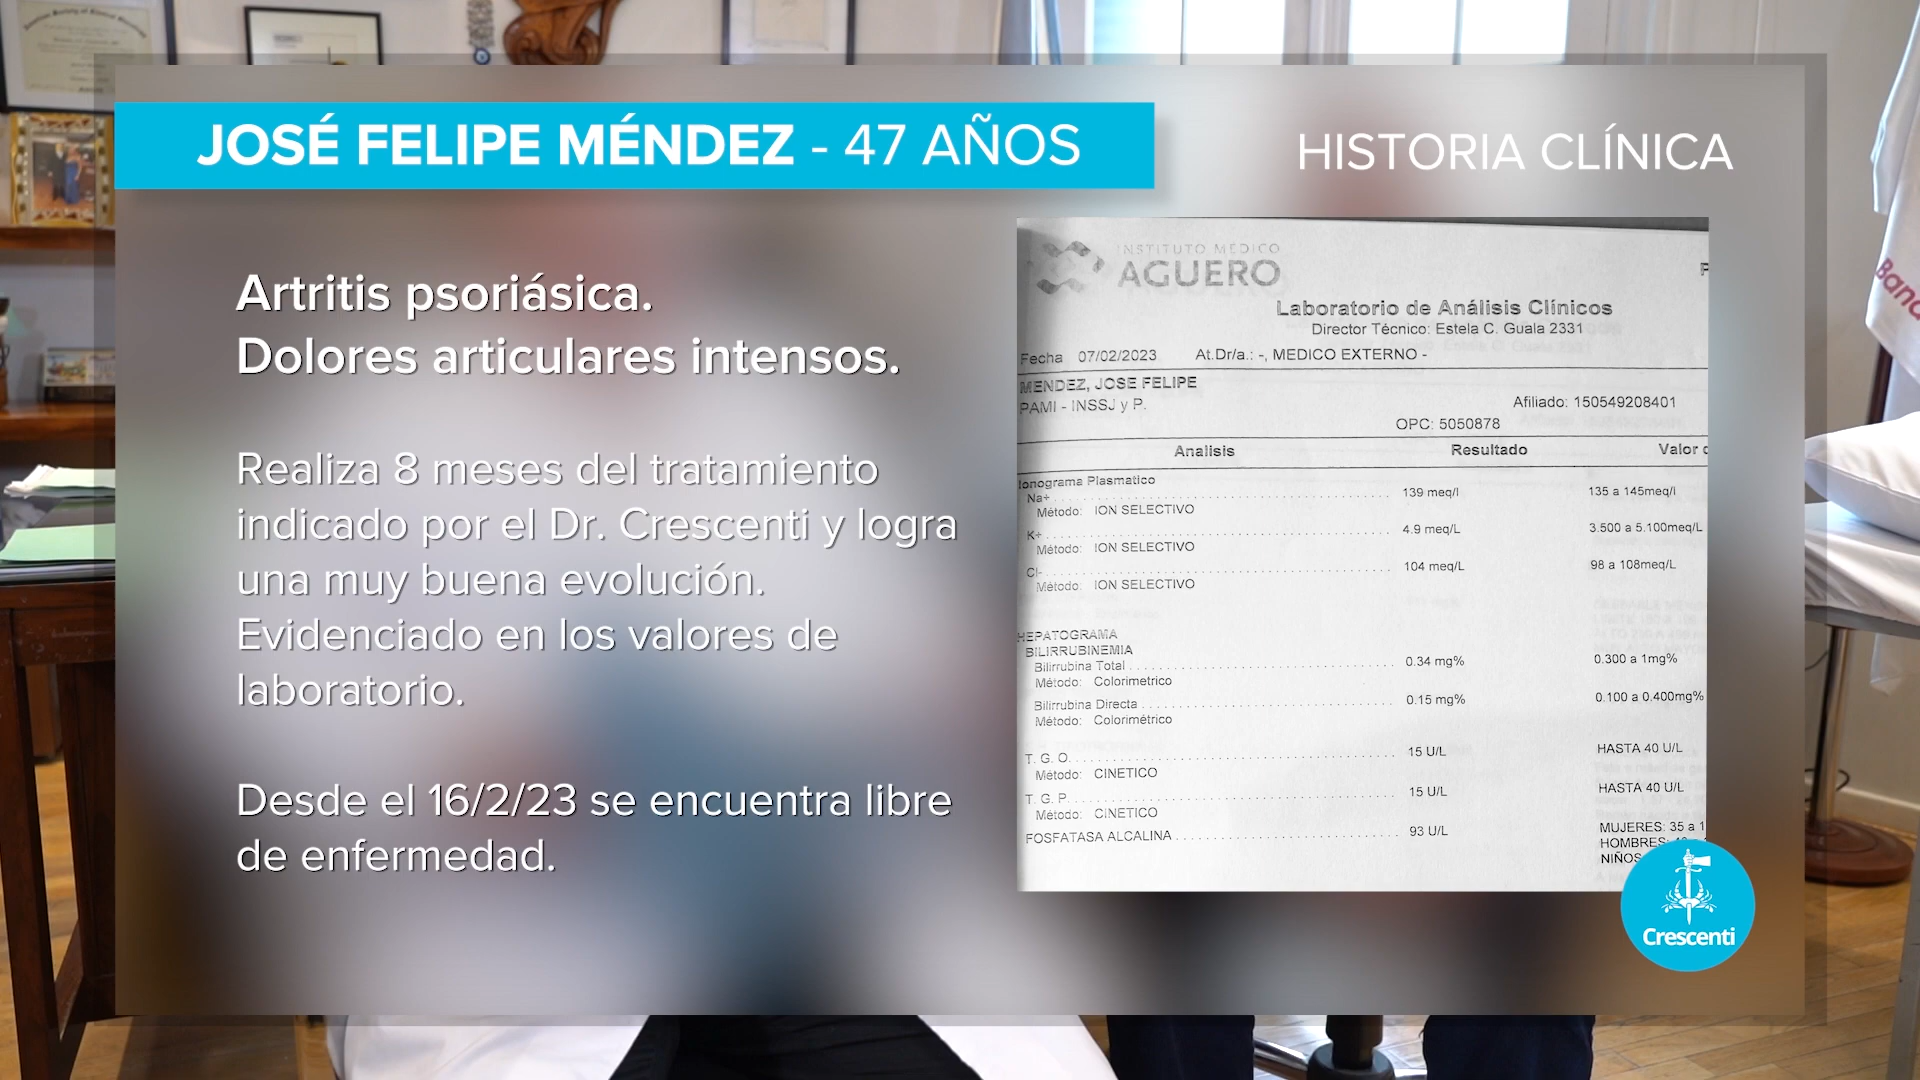 JOSÉ FELIPE MÉNDEZ - 47 AÑOS
HISTORIA CLÍNICA
Artritis psoriásica.
Dolores articulares intensos.
Realiza 8 meses del tratamiento
indicado por el Dr. Crescenti y logra
una muy buena evolución.
Evidenciado en los valores de
laboratorio.
Desde el 16/2/23 se encuentra libre
de enfermedad.
INSTITUTO MEDICO
AGUERO
Laboratorio de Análisis Clínicos
Director Técnico: Estela C. Guala 2331
Fecha 07/02/2023 At.Dr/a.: -, MEDICO EXTERNO -
MENDEZ, JOSE FELIPE
PAMI - INSSJ y P. Afiliado: 150549208401
OPC: 5050878
Analisis Resultado Valor
Ionograma Plasmatico
Na+ 139 meq/l 135 a 145meq/l
Método: ION SELECTIVO
K+ 4.9 meq/L 3.500 a 5.100meq/L
Método: ION SELECTIVO
Cl- 104 meq/L 98 a 108meq/L
Método: ION SELECTIVO
HEPATOGRAMA
BILIRRUBINEMIA
Bilirrubina Total 0.34 mg% 0.300 a 1mg%
Método: Colorimetrico
Bilirrubina Directa 0.15 mg% 0.100 a 0.400mg%
Método: Colorimétrico
T. G. O. 15 U/L HASTA 40 U/L
Método: CINETICO
T. G. P. 15 U/L HASTA 40 U/L
Método: CINETICO
FOSFATASA ALCALINA 93 U/L MUJERES: 35 a 1
HOMBRES:
NIÑOS
Crescenti